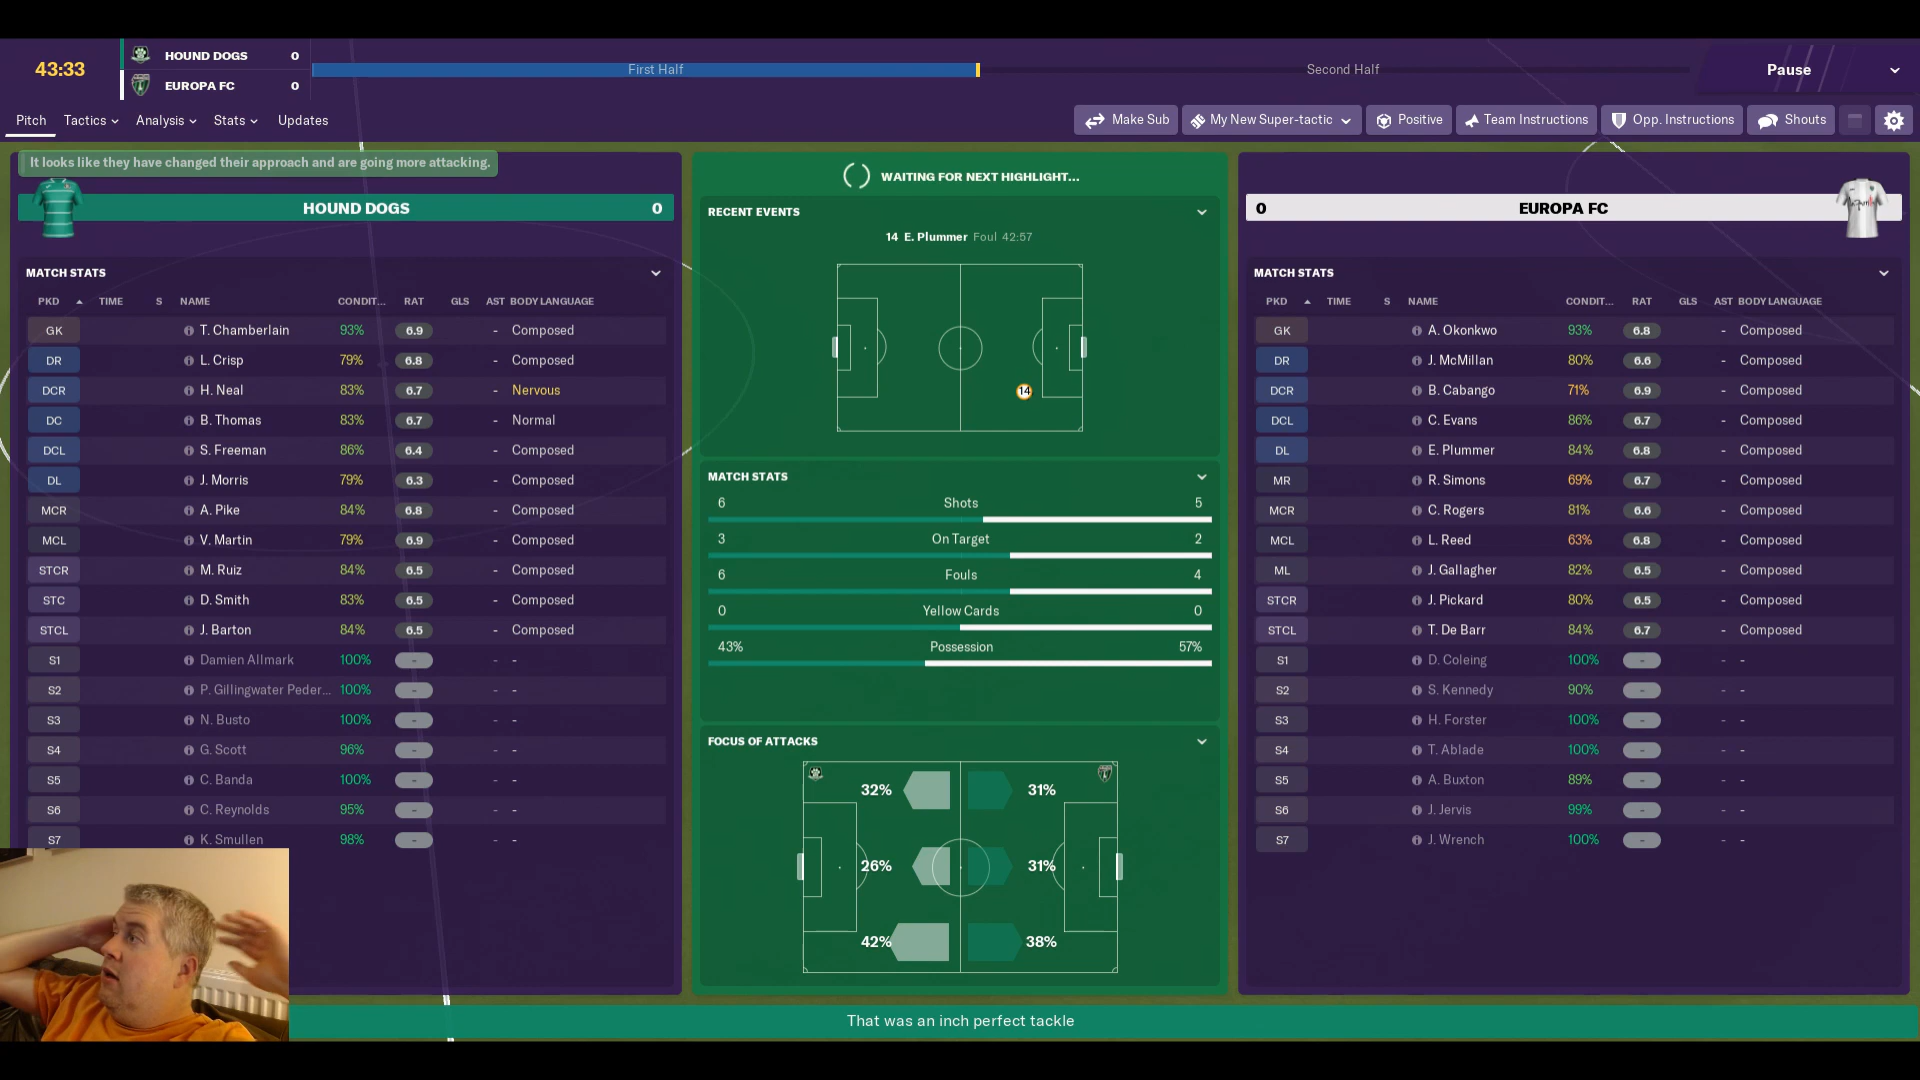 43:33
HOUND DOGS 0
EUROPA FC 0
First Half
Second Half
Pause
Pitch Tactics Analysis Stats Updates
Make Sub My New Super-tactic Positive Team Instructions Opp. Instructions Shouts
It looks like they have changed their approach and are going more attacking.
HOUND DOGS 0
MATCH STATS
PKD TIME S NAME CONDIT... RAT GLS AST BODY LANGUAGE
GK T. Chamberlain 93% 6.9 - Composed
DR L. Crisp 79% 6.8 - Composed
DCR H. Neal 83% 6.7 - Nervous
DC B. Thomas 83% 6.7 - Normal
DCL S. Freeman 86% 6.4 - Composed
DL J. Morris 79% 6.3 - Composed
MCR A. Pike 84% 6.8 - Composed
MCL V. Martin 79% 6.9 - Composed
STCR M. Ruiz 84% 6.5 - Composed
STC D. Smith 83% 6.5 - Composed
STCL J. Barton 84% 6.5 - Composed
S1 Damien Allmark 100% - - -
S2 P. Gillingwater Peder... 100% - - -
S3 N. Busto 100% - - -
S4 G. Scott 96% - - -
S5 C. Banda 100% - - -
S6 C. Reynolds 95% - - -
S7 K. Smullen 98% - - -
WAITING FOR NEXT HIGHLIGHT...
RECENT EVENTS
14 E. Plummer Foul 42:57
14
MATCH STATS
6 Shots 5
3 On Target 2
6 Fouls 4
0 Yellow Cards 0
43% Possession 57%
FOCUS OF ATTACKS
32% 31%
26% 31%
42% 38%
0 EUROPA FC
MATCH STATS
PKD TIME S NAME CONDIT... RAT GLS AST BODY LANGUAGE
GK A. Okonkwo 93% 6.8 - Composed
DR J. McMillan 80% 6.6 - Composed
DCR B. Cabango 71% 6.9 - Composed
DCL C. Evans 86% 6.7 - Composed
DL E. Plummer 84% 6.8 - Composed
MR R. Simons 69% 6.7 - Composed
MCR C. Rogers 81% 6.6 - Composed
MCL L. Reed 63% 6.8 - Composed
ML J. Gallagher 82% 6.5 - Composed
STCR J. Pickard 80% 6.5 - Composed
STCL T. De Barr 84% 6.7 - Composed
S1 D. Coleing 100% - - -
S2 S. Kennedy 90% - - -
S3 H. Forster 100% - - -
S4 T. Ablade 100% - - -
S5 A. Buxton 89% - - -
S6 J. Jervis 99% - - -
S7 J. Wrench 100% - - -
That was an inch perfect tackle